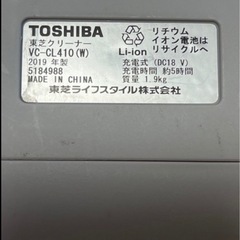 TOSHIBA
東芝クリーナー
VC-CL410(W)
2019 年製
5184988
MADE IN CHINA
Li-ion
リチウム
イオン電池は
リサイクルへ
充電式 (DC18 V)
充電時間 約5時間
質量 1.9kg
東芝ライフスタイル株式会社